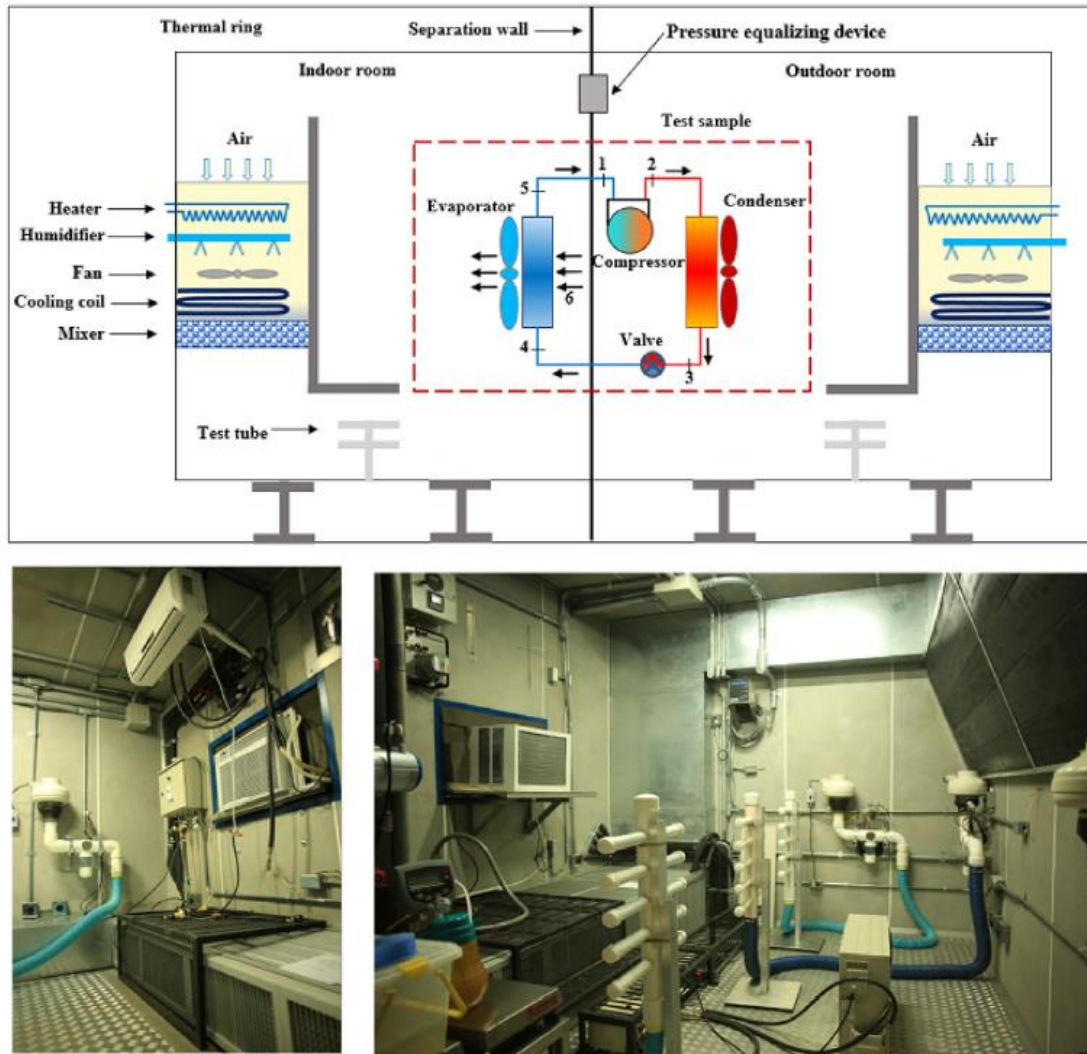 Thermal ring
Separation wall
Pressure equalizing device
Indoor room
Outdoor room
Test sample
Air
Air
1
2
5
Evaporator
Condenser
Heater
Humidifier
Compressor
Fan
6
Cooling coil
Mixer
Valve
4
3
Test tube